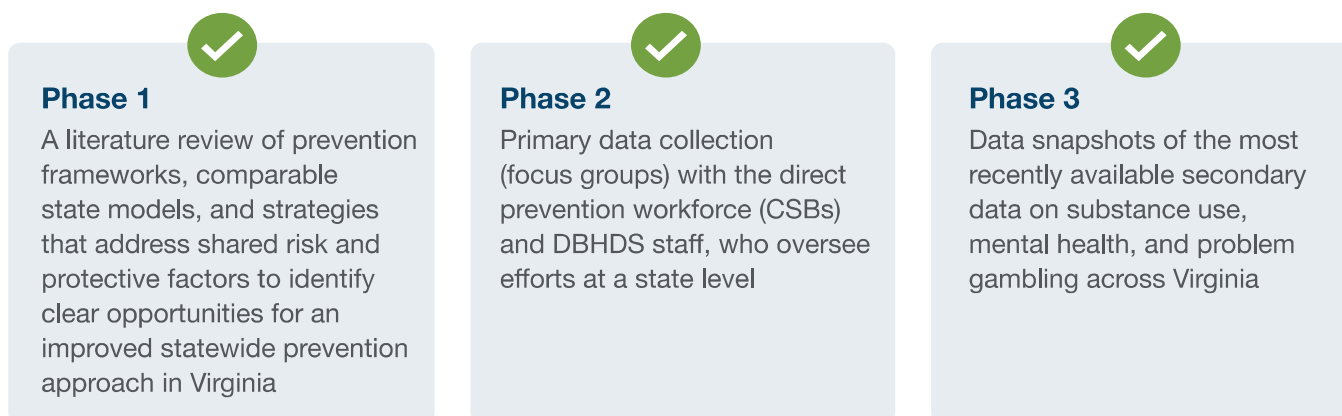 Phase 1
A literature review of prevention
frameworks, comparable
state models, and strategies
that address shared risk and
protective factors to identify
clear opportunities for an
improved statewide prevention
approach in Virginia
Phase 2
Primary data collection
(focus groups) with the direct
prevention workforce (CSBs)
and DBHDS staff, who oversee
efforts at a state level
Phase 3
Data snapshots of the most
recently available secondary
data on substance use,
mental health, and problem
gambling across Virginia